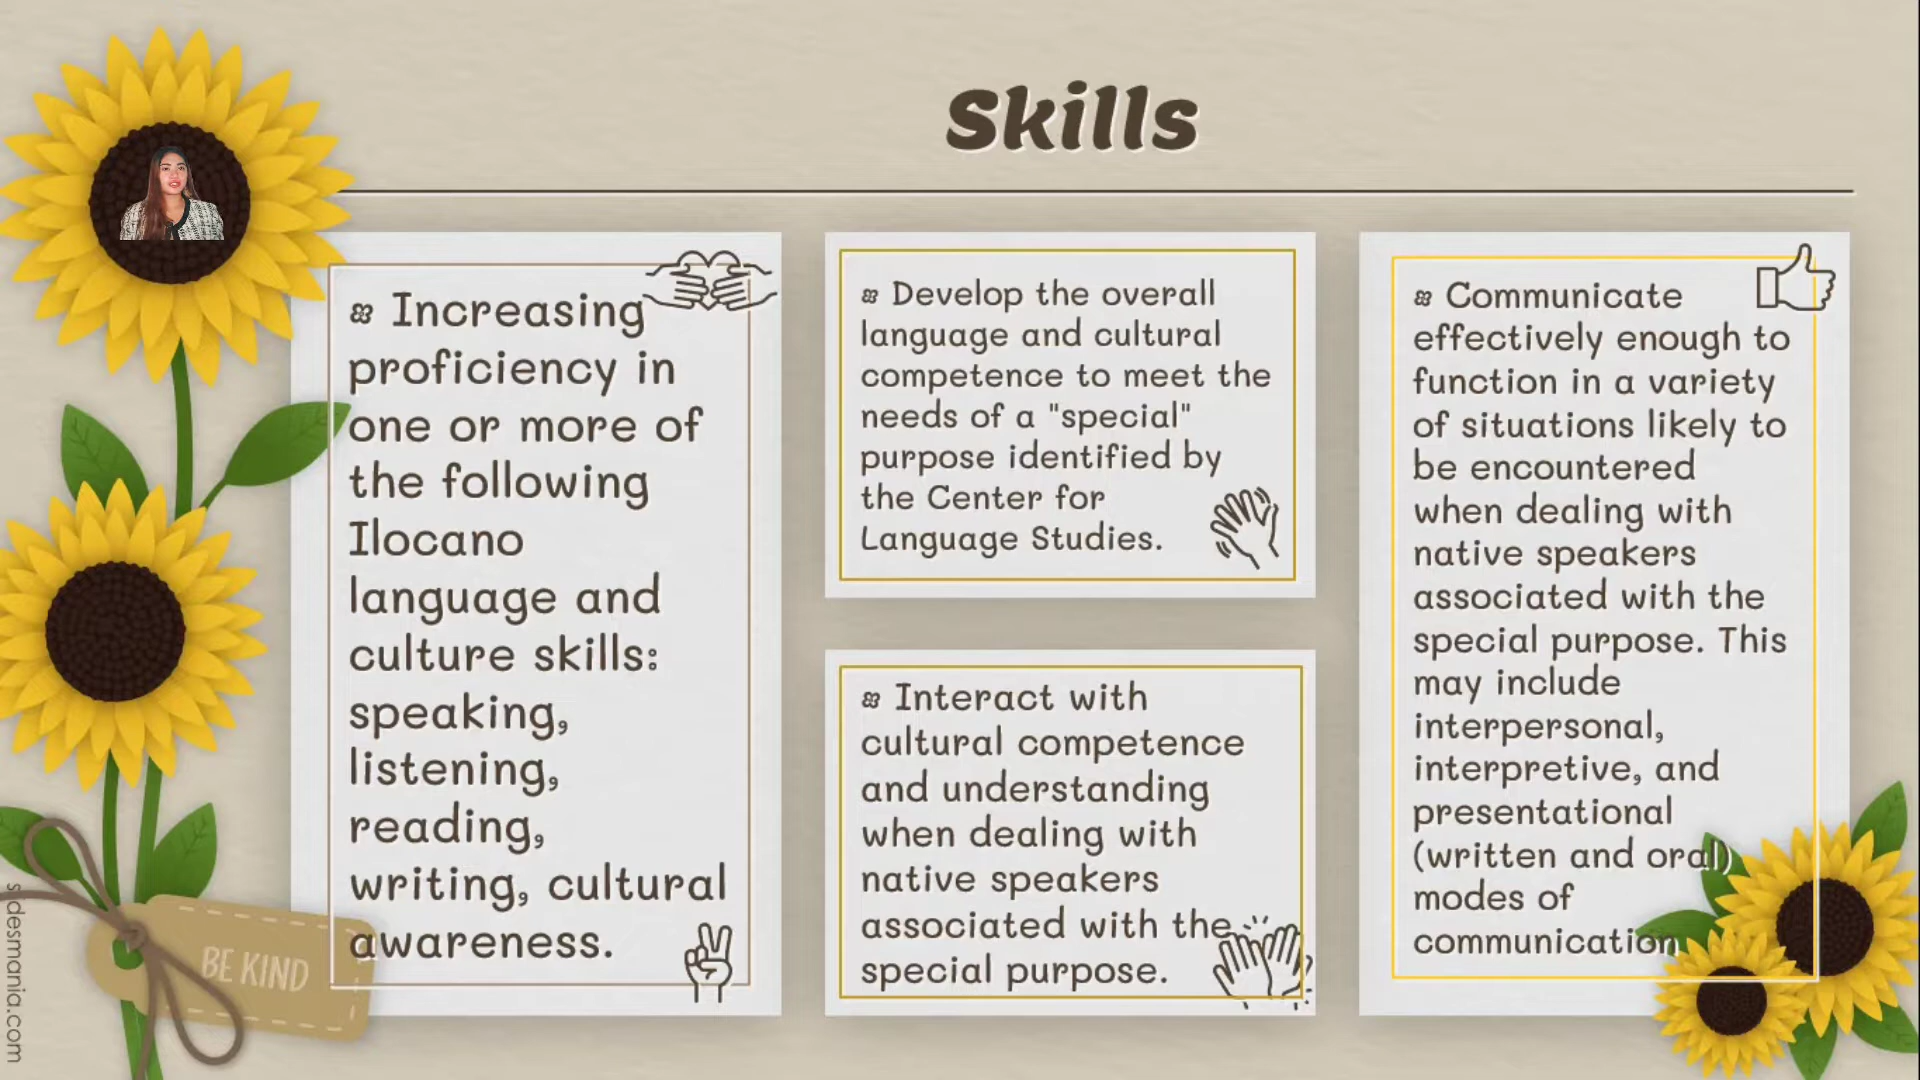 Skills
Increasing
proficiency in
one or more of
the following
Ilocano
language and
culture skills:
speaking,
listening,
reading,
writing, cultural
awareness.
Develop the overall
language and cultural
competence to meet the
needs of a "special"
purpose identified by
the Center for
Language Studies.
Interact with
cultural competence
and understanding
when dealing with
native speakers
associated with the
special purpose.
Communicate
effectively enough to
function in a variety
of situations likely to
be encountered
when dealing with
native speakers
associated with the
special purpose. This
may include
interpersonal,
interpretive, and
presentational
(written and oral)
modes of
communication
BE KIND